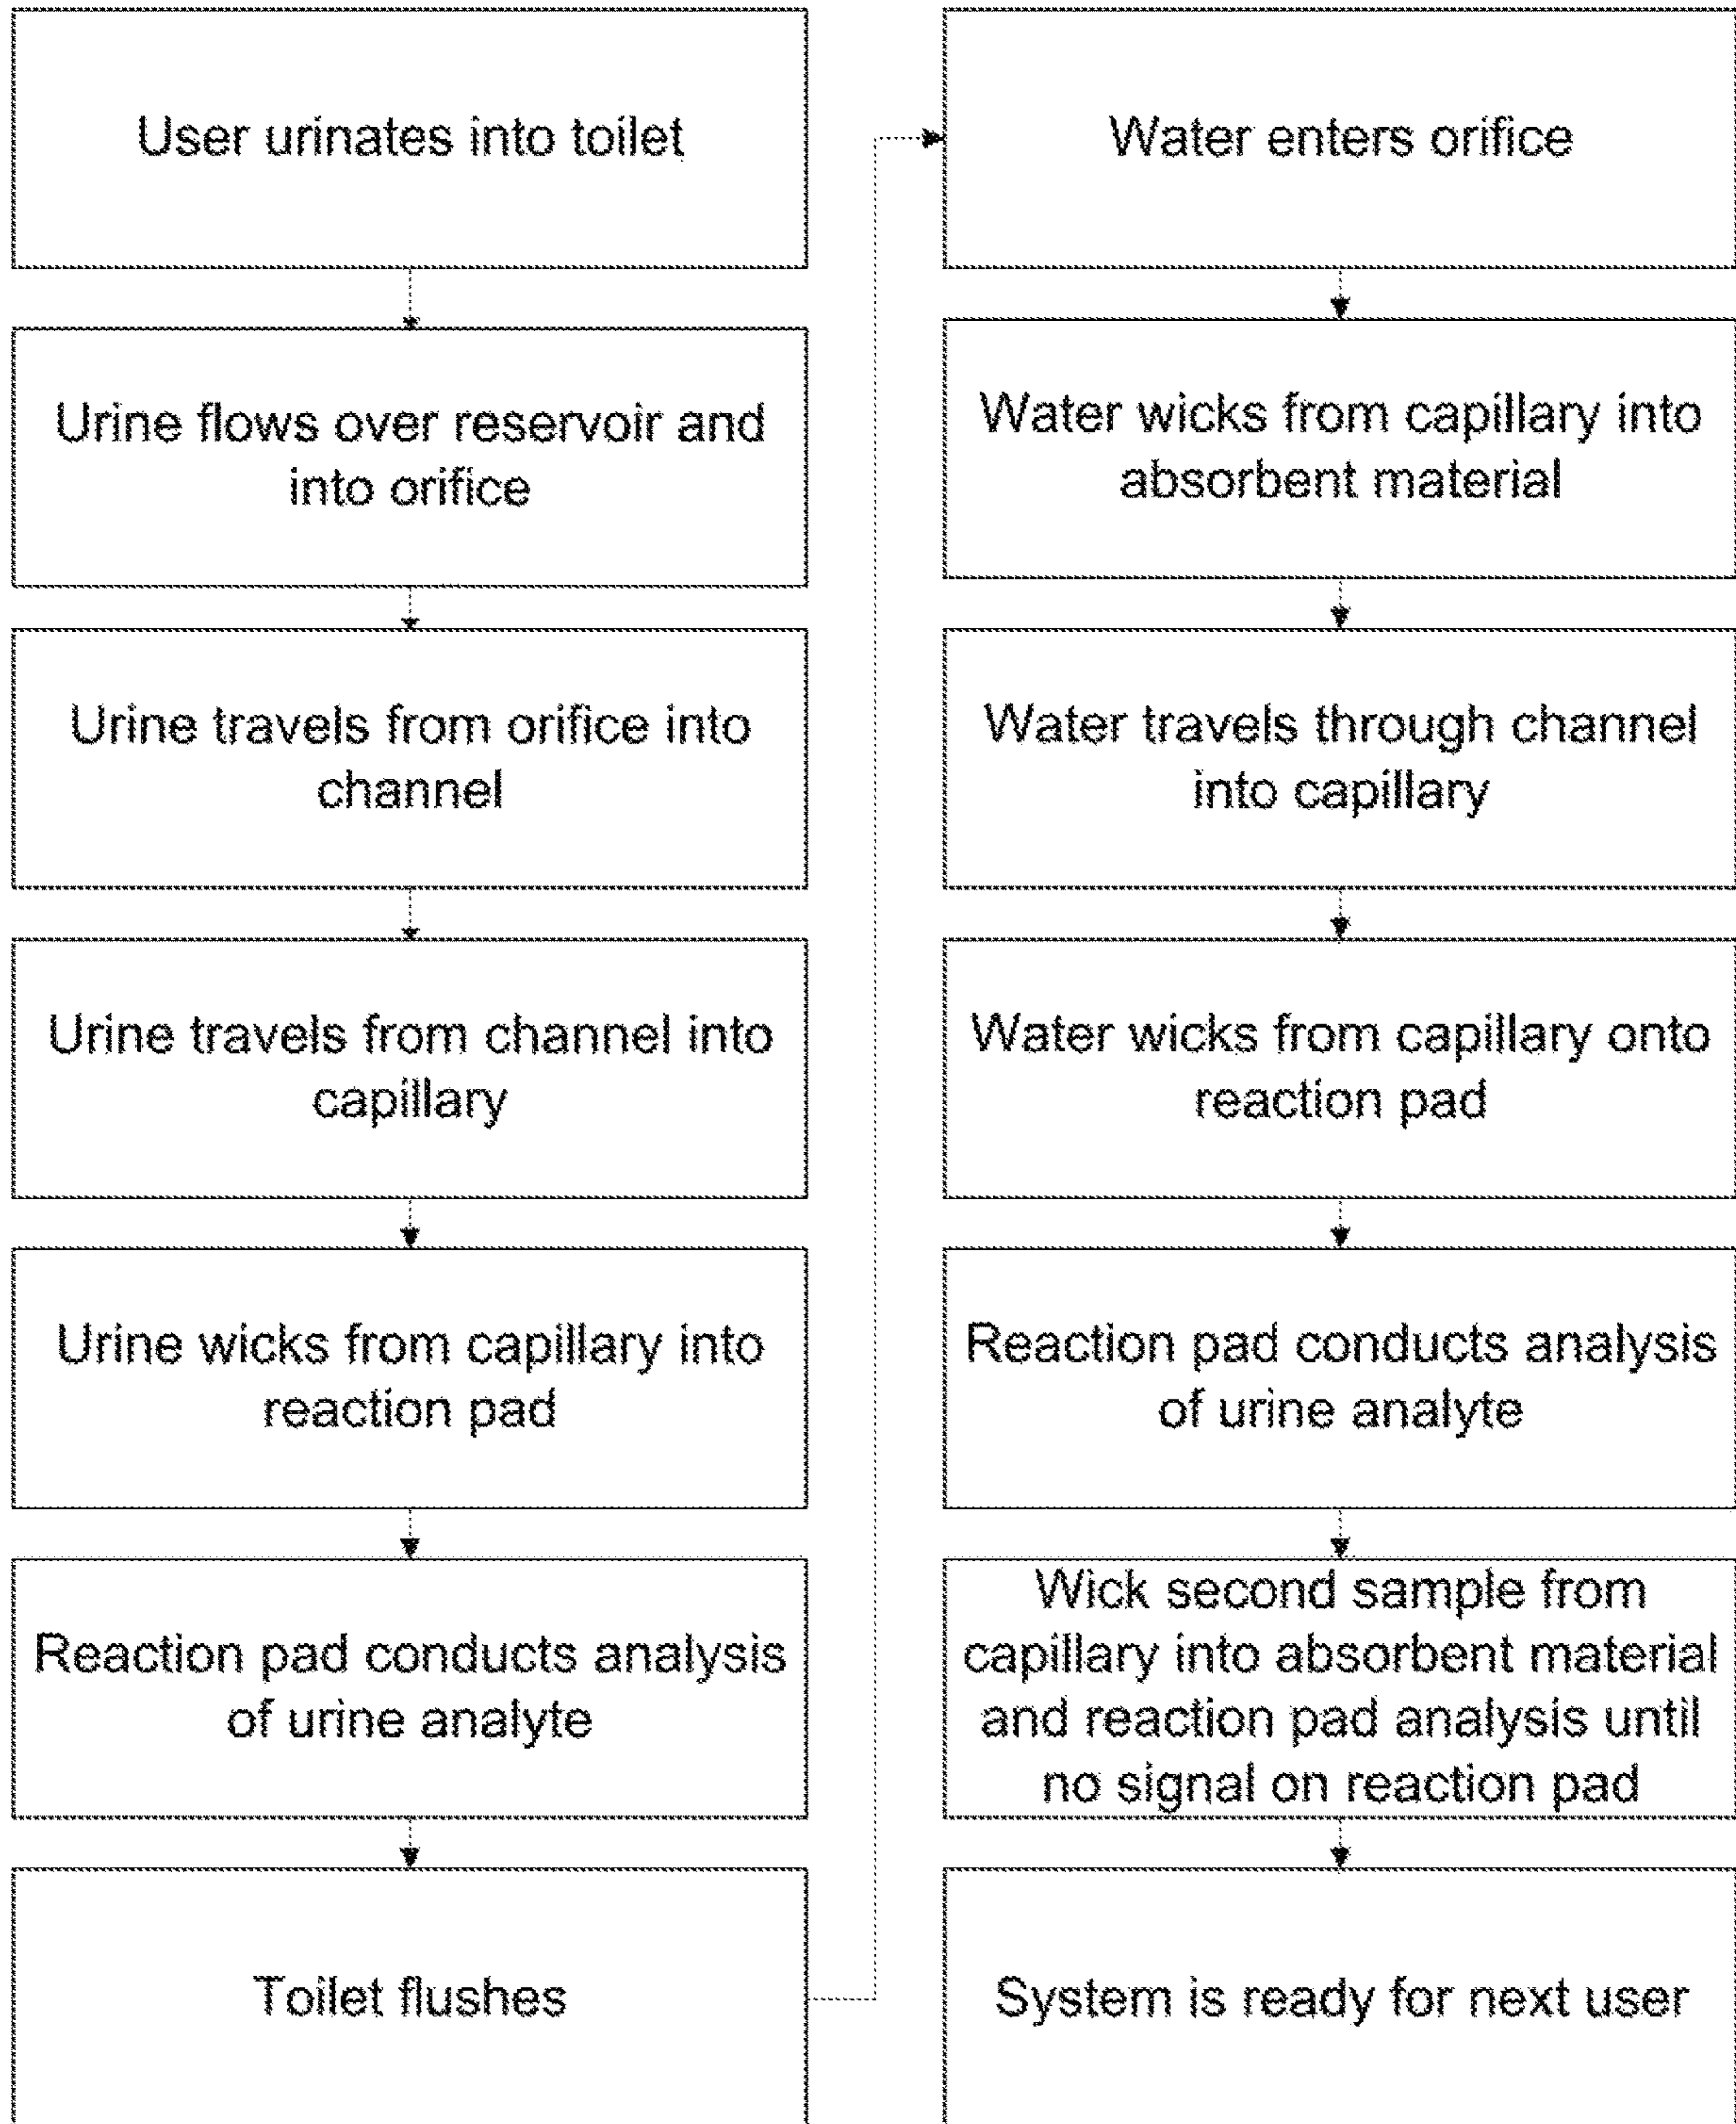 User urinates into toilet
Urine flows over reservoir and
into orifice
Urine travels from orifice into
channel
Urine travels from channel into
capillary
Urine wicks from capillary into
reaction pad
Reaction pad conducts analysis
of urine analyte
Toilet flushes
Water enters orifice
Water wicks from capillary into
absorbent material
Water travels through channel
into capillary
Water wicks from capillary onto
reaction pad
Reaction pad conducts analysis
of urine analyte
Wick second sample from
capillary into absorbent material
and reaction pad analysis until
no signal on reaction pad
System is ready for next user